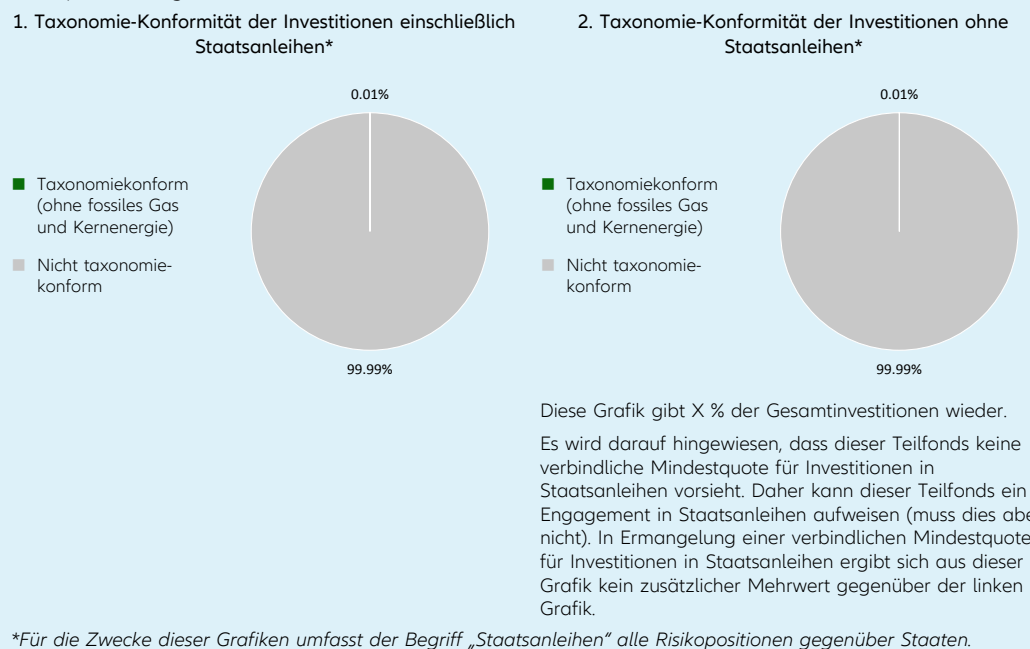 1. Taxonomie-Konformität der Investitionen einschließlich
Staatsanleihen*
0.01%
Taxonomiekonform
(ohne fossiles Gas
und Kernenergie)
Nicht taxonomie-
konform
99.99%
2. Taxonomie-Konformität der Investitionen ohne
Staatsanleihen*
0.01%
Taxonomiekonform
(ohne fossiles Gas
und Kernenergie)
Nicht taxonomie-
konform
99.99%
Diese Grafik gibt X % der Gesamtinvestitionen wieder.
Es wird darauf hingewiesen, dass dieser Teilfonds keine
verbindliche Mindestquote für Investitionen in
Staatsanleihen vorsieht. Daher kann dieser Teilfonds ein
Engagement in Staatsanleihen aufweisen (muss dies abe
nicht). In Ermangelung einer verbindlichen Mindestquote
für Investitionen in Staatsanleihen ergibt sich aus dieser
Grafik kein zusätzlicher Mehrwert gegenüber der linken
Grafik.
*Für die Zwecke dieser Grafiken umfasst der Begriff „Staatsanleihen“ alle Risikopositionen gegenüber Staaten.